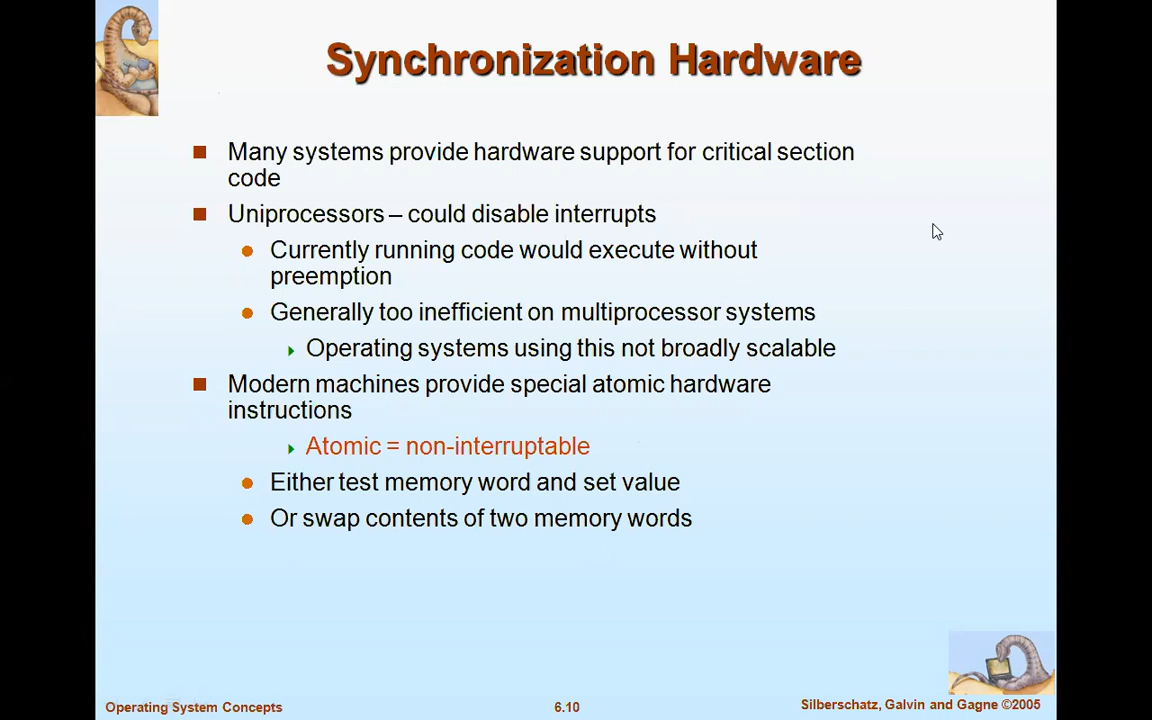 Synchronization Hardware
Many systems provide hardware support for critical section
code
Uniprocessors – could disable interrupts
Currently running code would execute without
preemption
Generally too inefficient on multiprocessor systems
Operating systems using this not broadly scalable
Modern machines provide special atomic hardware
instructions
Atomic = non-interruptable
Either test memory word and set value
Or swap contents of two memory words
Operating System Concepts
6.10
Silberschatz, Galvin and Gagne ©2005